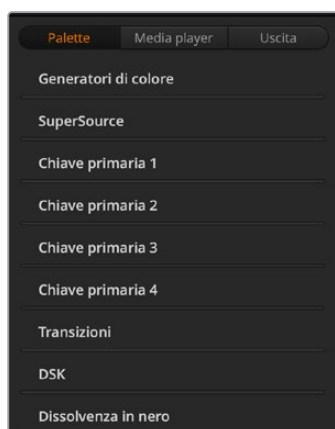 Palette Media player Uscita
Generatori di colore
SuperSource
Chiave primaria 1
Chiave primaria 2
Chiave primaria 3
Chiave primaria 4
Transizioni
DSK
Dissolvenza in nero